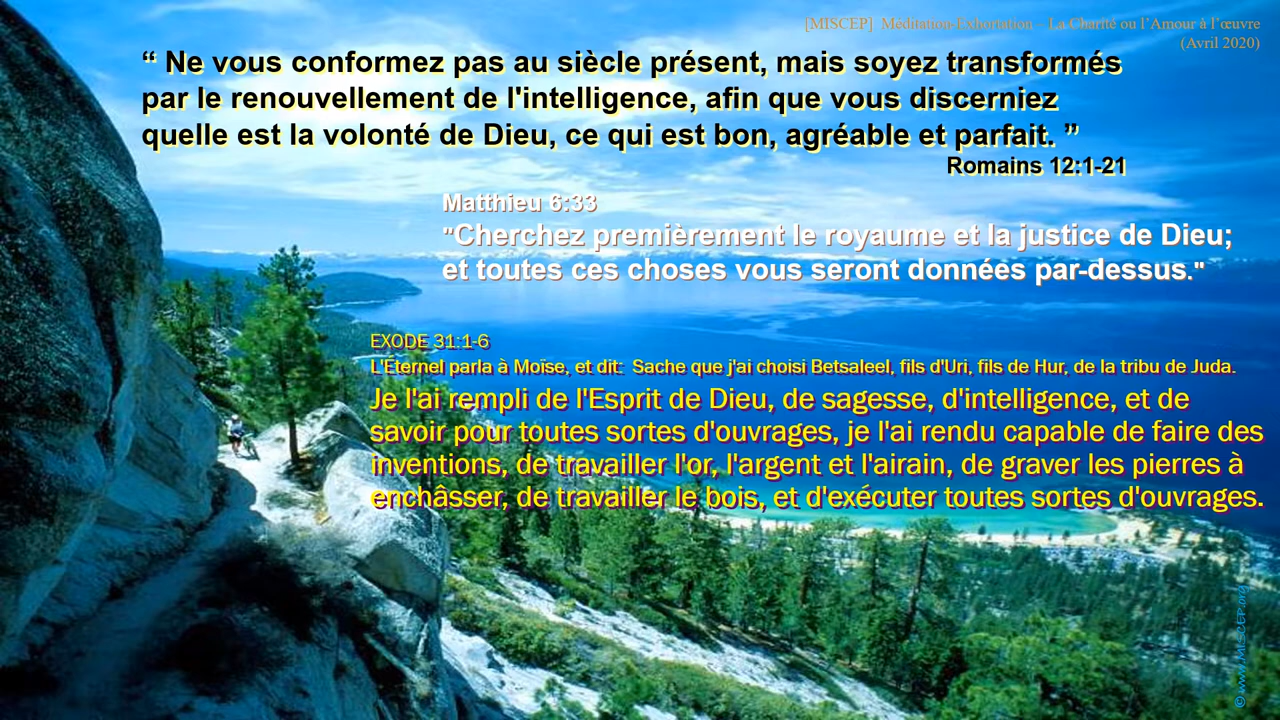 [MISCEP] Méditation-Exhortation – La Charité ou l’Amour à l’œuvre
(Avril 2020)
“ Ne vous conformez pas au siècle présent, mais soyez transformés
par le renouvellement de l'intelligence, afin que vous discerniez
quelle est la volonté de Dieu, ce qui est bon, agréable et parfait. ”
Romains 12:1-21
Matthieu 6:33
"Cherchez premièrement le royaume et la justice de Dieu;
et toutes ces choses vous seront données par-dessus."
EXODE 31:1-6
L'Eternel parla à Moïse, et dit: Sache que j'ai choisi Betsaleel, fils d'Uri, fils de Hur, de la tribu de Juda.
Je l'ai rempli de l'Esprit de Dieu, de sagesse, d'intelligence, et de
savoir pour toutes sortes d'ouvrages, je l'ai rendu capable de faire des
inventions, de travailler l'or, l'argent et l'airain, de graver les pierres à
enchâsser, de travailler le bois, et d'exécuter toutes sortes d'ouvrages.
© www.MISCEP.org